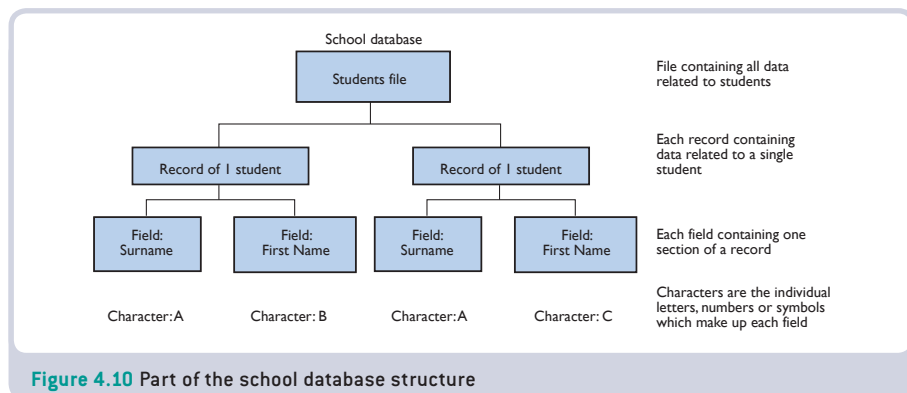 School database
Students file
File containing all data
related to students
Record of 1 student
Record of 1 student
Each record containing
data related to a single
student
Field:
Surname
Field:
First Name
Field:
Surname
Field:
First Name
Each field containing one
section of a record
Character: A
Character: B
Character: A
Character: C
Characters are the individual
letters, numbers or symbols
which make up each field
Figure 4.10 Part of the school database structure